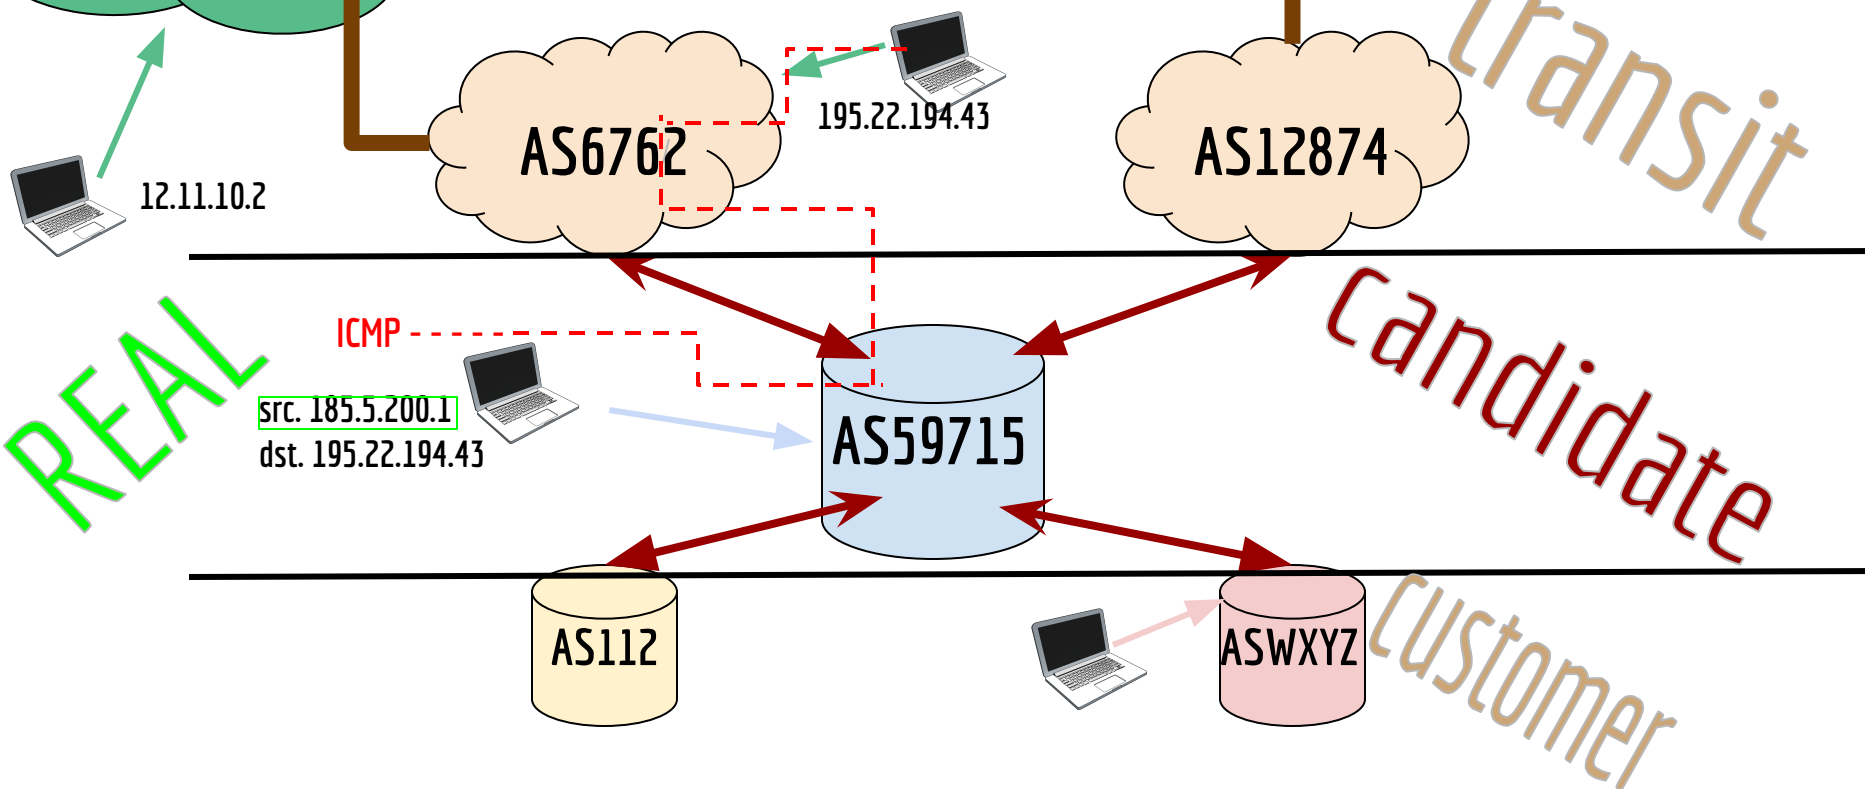 transit
195.22.194.43
AS6762
AS12874
12.11.10.2
candidate
REAL
ICMP
src. 185.5.200.1
dst. 195.22.194.43
AS59715
customer
AS112
ASWXYZ